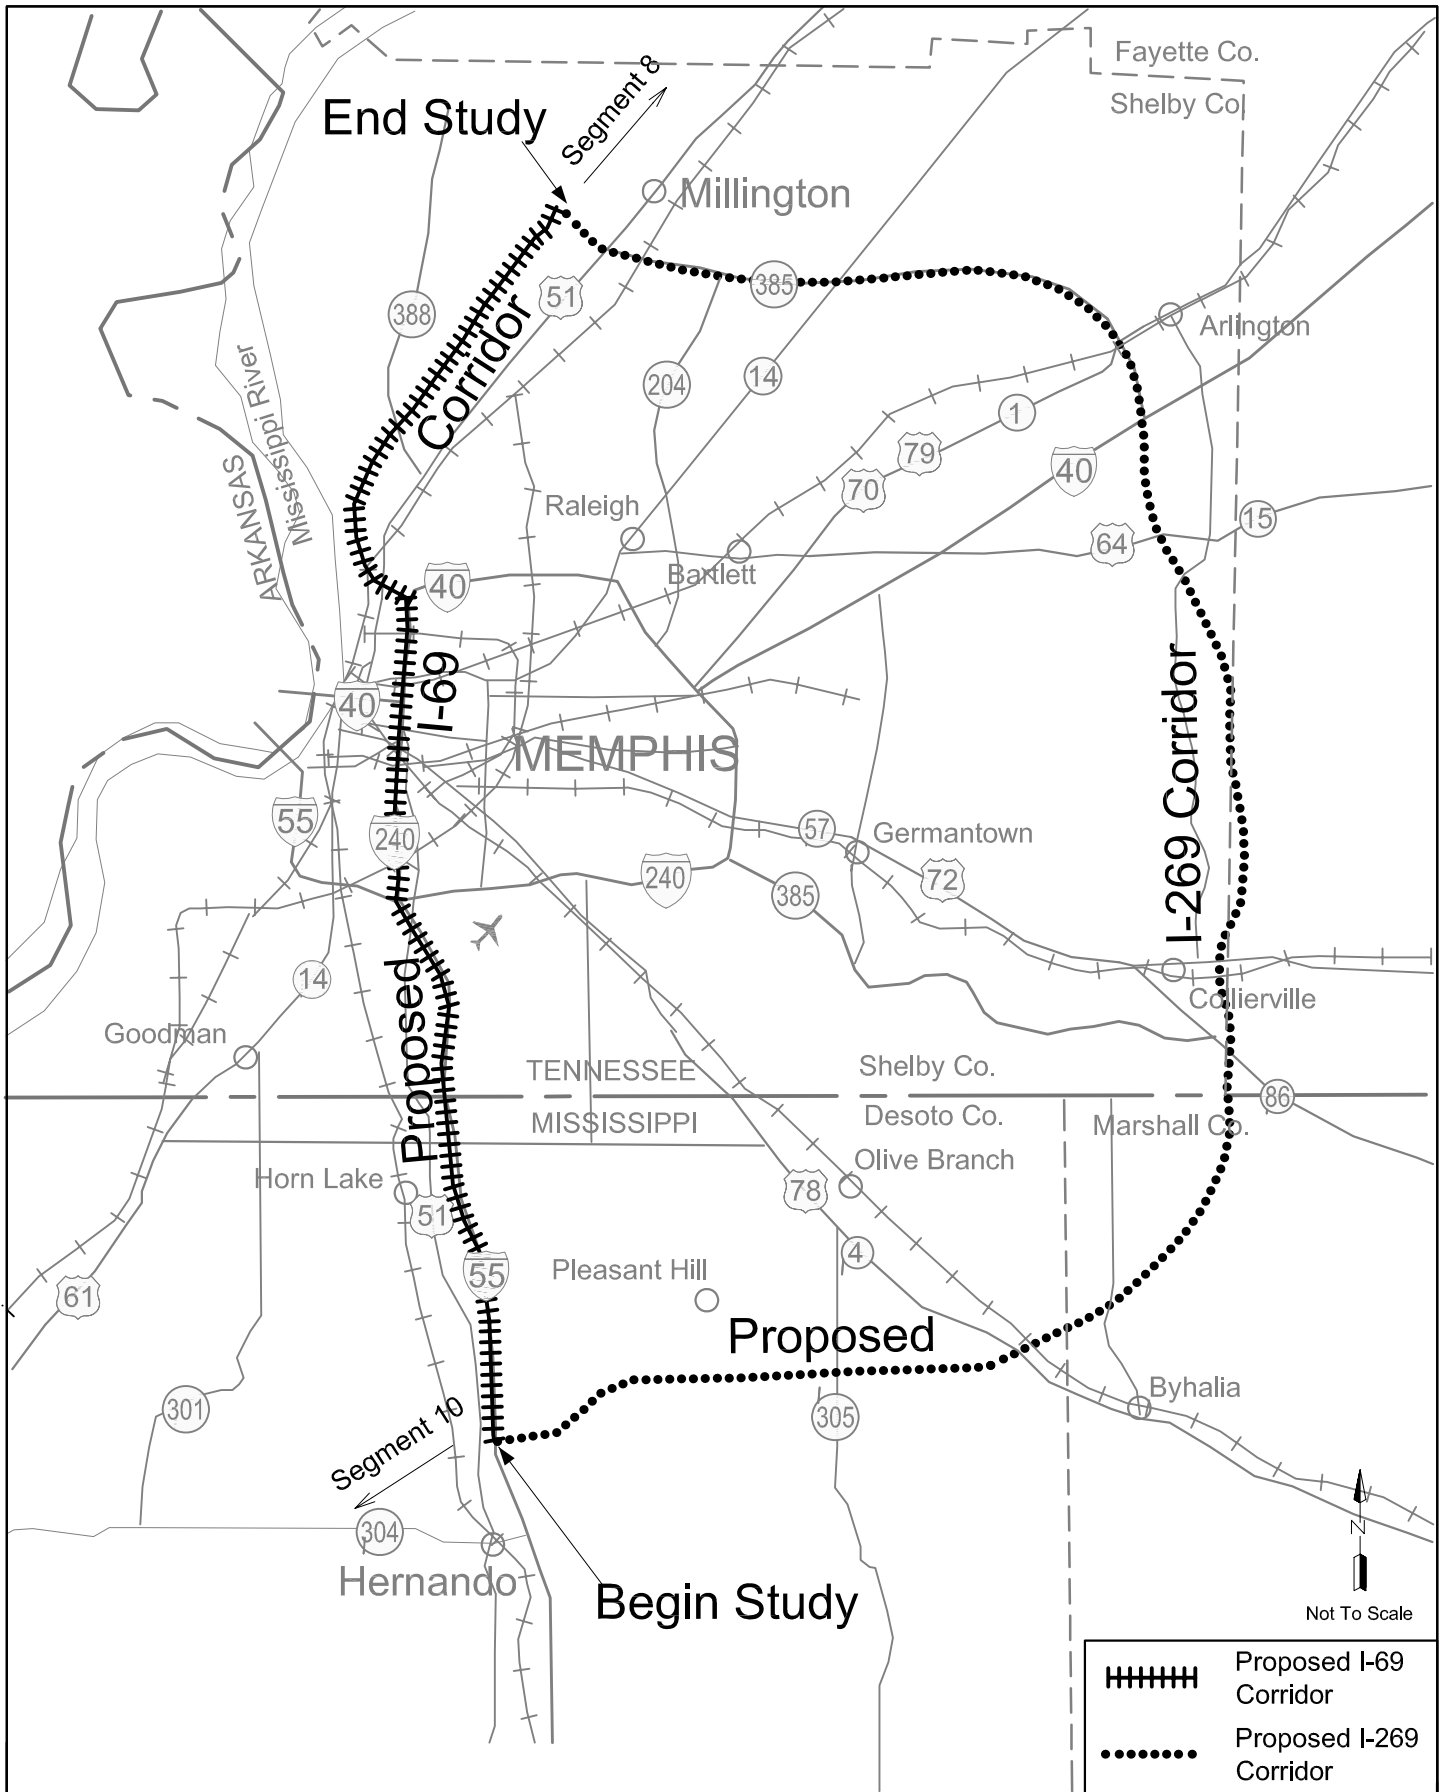 Fayette Co.
Shelby Co.
Segment 8
End Study
Millington
51
385
388
Corridor
Arlington
Mississippi River
204
14
1
79
40
70
ARKANSAS
Raleigh
15
64
Bartlett
40
I-69
I-269 Corridor
40
MEMPHIS
55
240
57
Germantown
240
72
385
Proposed
14
Collierville
Goodman
TENNESSEE
Shelby Co.
86
MISSISSIPPI
Desoto Co.
Marshall Co.
Horn Lake
Olive Branch
78
51
4
55
Pleasant Hill
61
Proposed
Byhalia
301
305
Segment 10
304
N
Hernando
Begin Study
Not To Scale
Proposed I-69
Corridor
Proposed I-269
Corridor